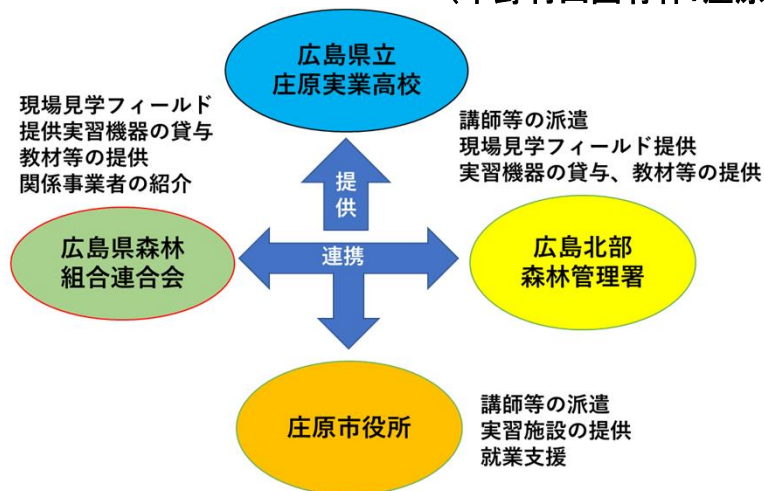 広島県立
庄原実業高校
現場見学フィールド
提供実習機器の貸与
教材等の提供
関係事業者の紹介
講師等の派遣
現場見学フィールド提供
実習機器の貸与、教材等の提供
提
供
広島県森林
組合連合会
連携
広島北部
森林管理署
庄原市役所
講師等の派遣
実習施設の提供
就業支援